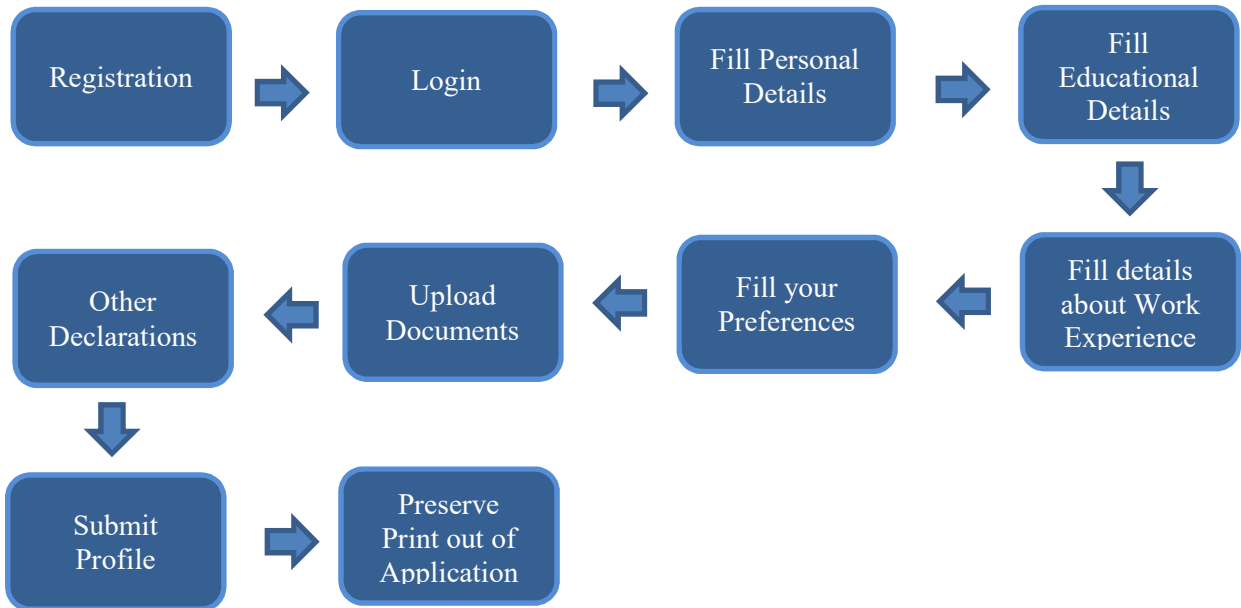 Registration
Login
Fill Personal
Details
Fill
Educational
Details
Fill details
about Work
Experience
Fill your
Preferences
Upload
Documents
Other
Declarations
Submit
Profile
Preserve
Print out of
Application